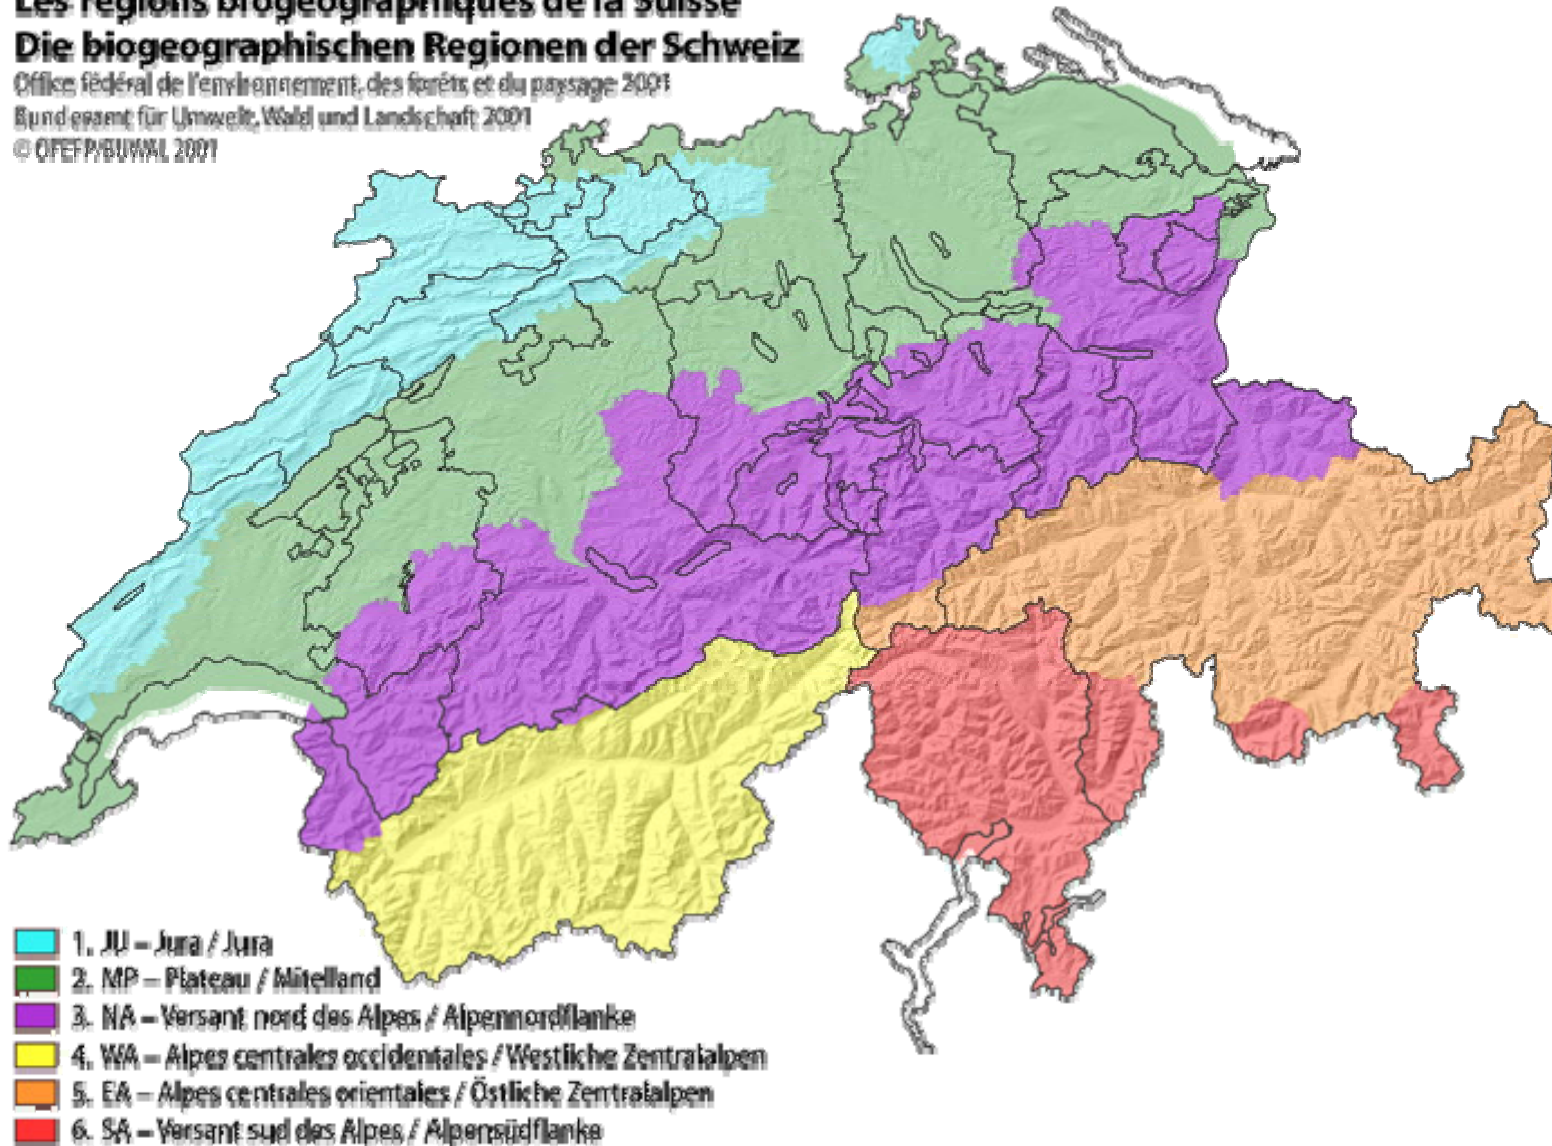 Les régions biogéographiques de la Suisse
Die biogeographischen Regionen der Schweiz
Office fédéral de l'environnement, des forêts et du paysage 2001
Bundesamt für Umwelt, Wald und Landschaft 2001
© OFEFP/BUWAL 2001
1. JU – Jura / Jura
2. MP – Plateau / Mitelland
3. NA – Versant nord des Alpes / Alpennordflanke
4. WA – Alpes centrales occidentales / Westliche Zentralalpen
5. EA – Alpes centrales orientales / Östliche Zentralalpen
6. SA – Versant sud des Alpes / Alpensüdflanke